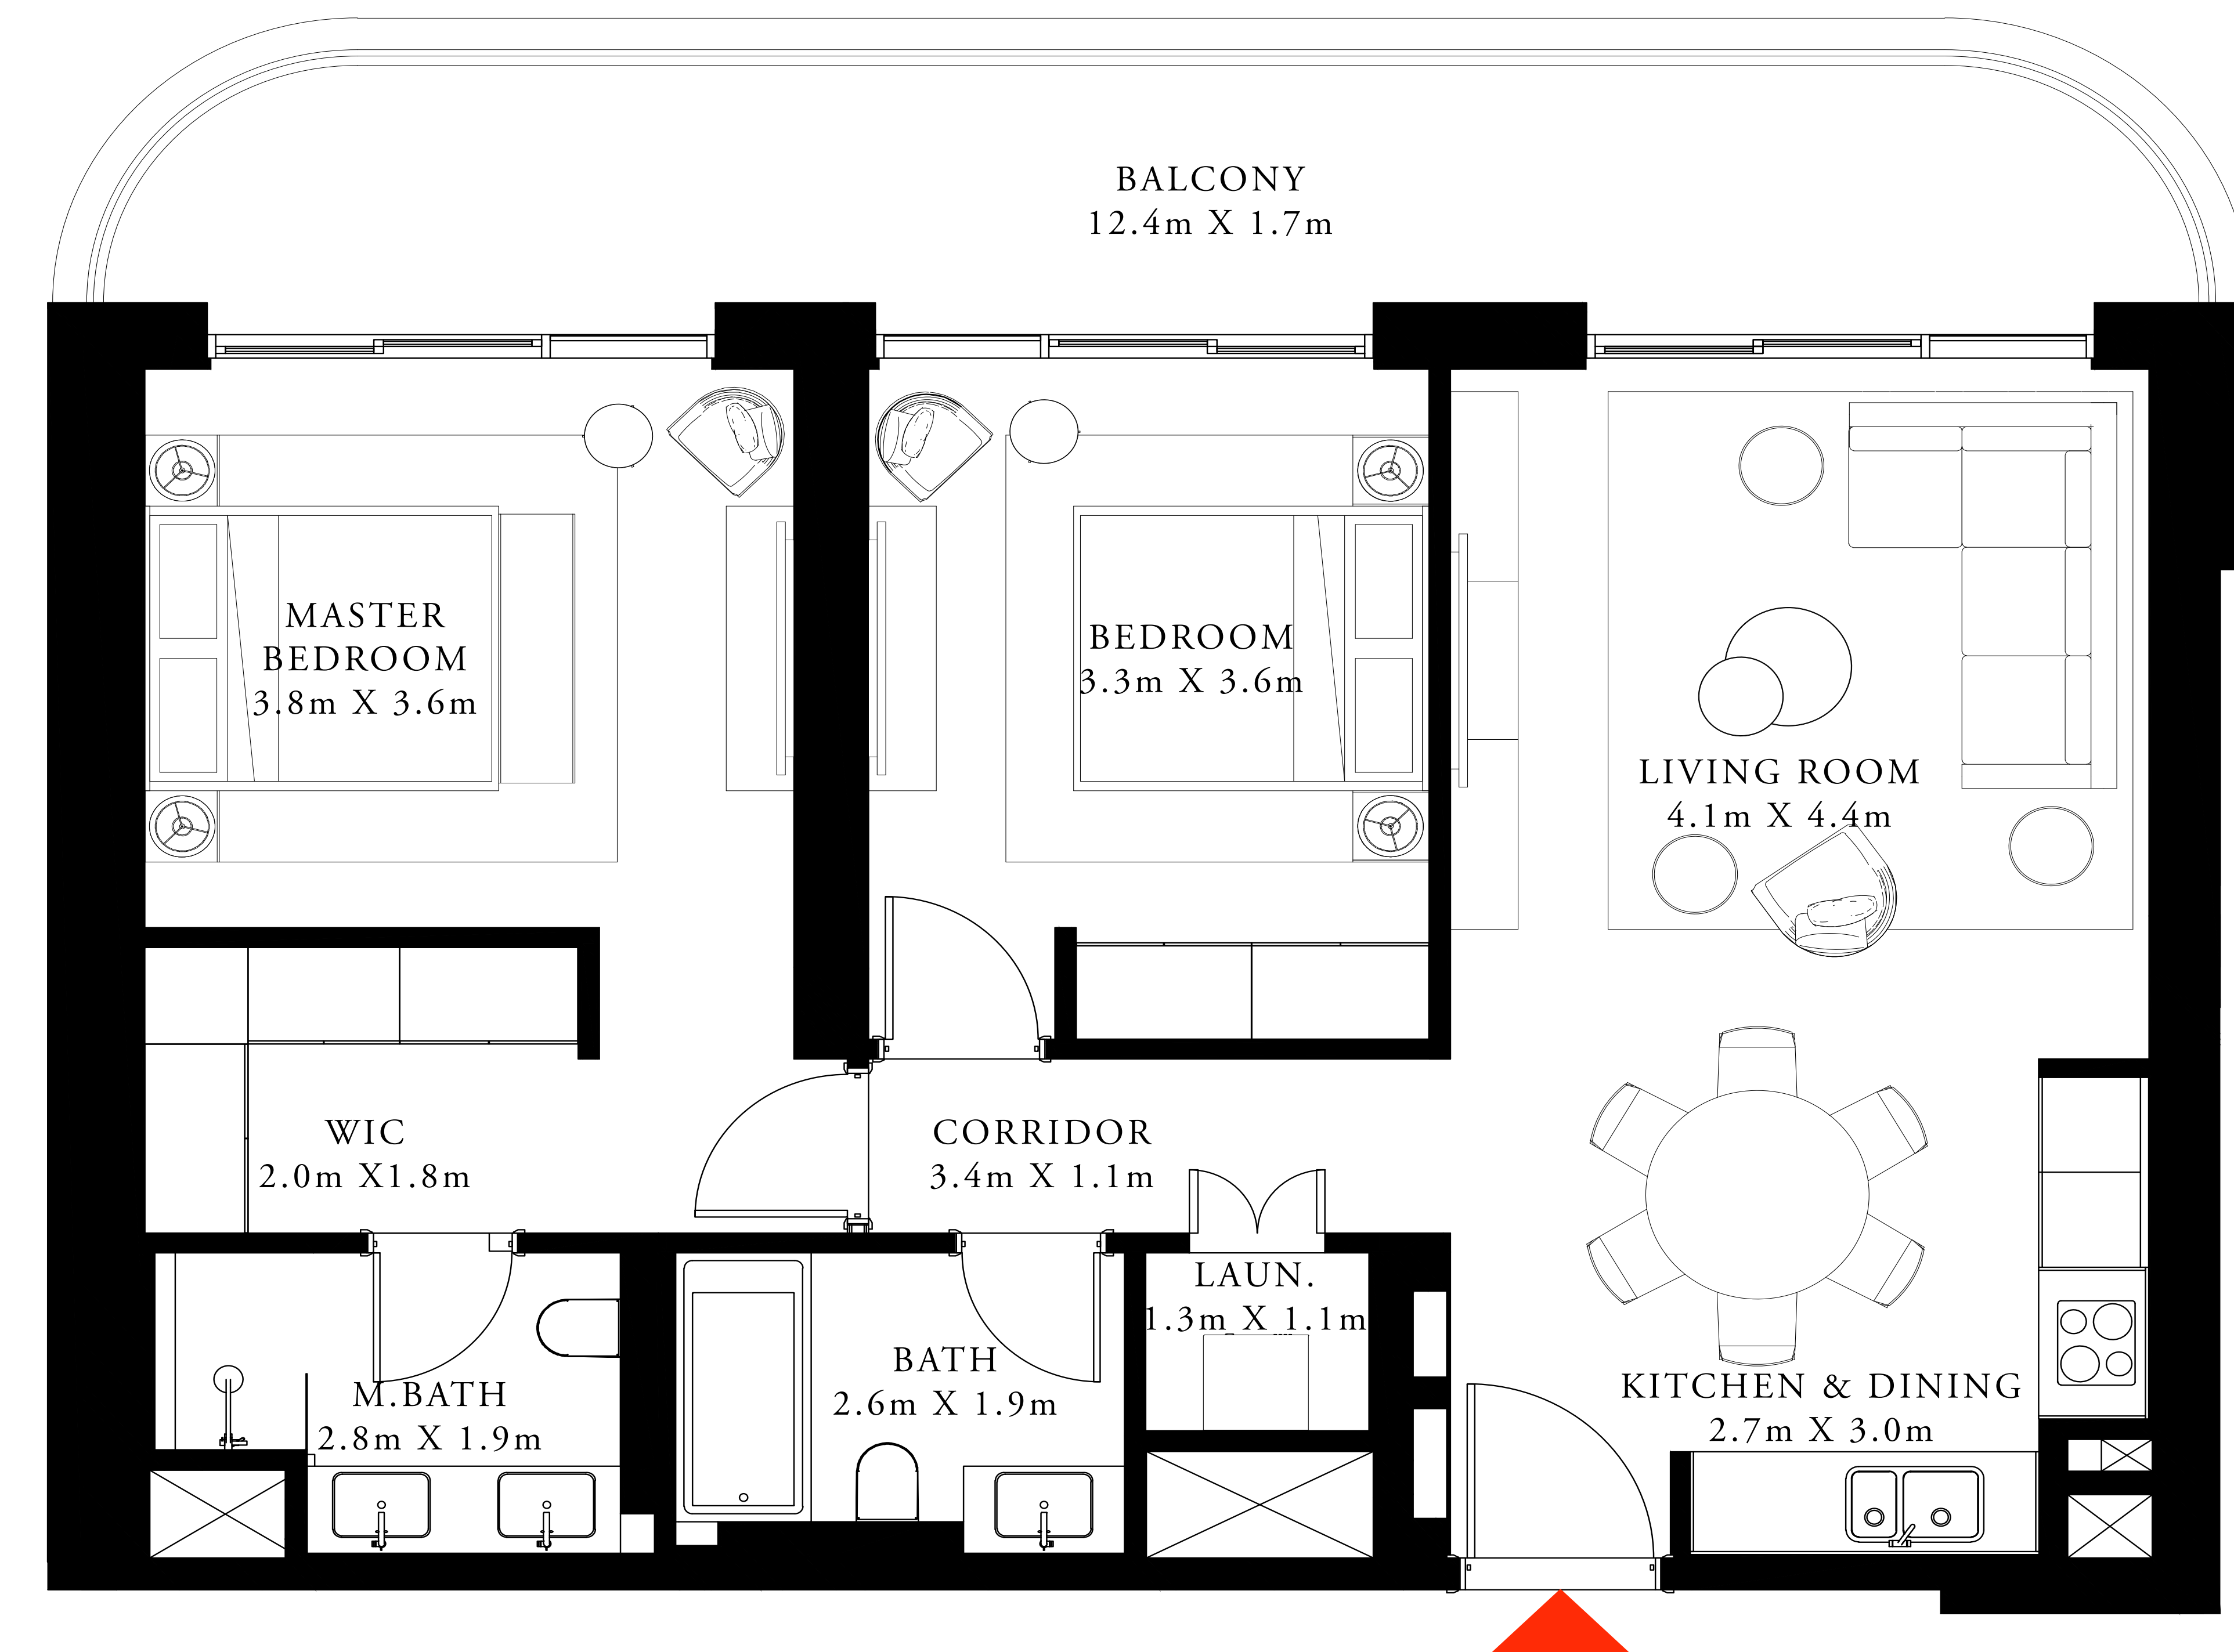 BALCONY
12.4m X 1.7m
MASTER
BEDROOM
3.8m X 3.6m
BEDROOM
3.3m X 3.6m
LIVING ROOM
4.1m X 4.4m
WIC
2.0m X1.8m
CORRIDOR
3.4m X 1.1m
LAUN.
1.3m X 1.1m
M.BATH
2.8m X 1.9m
BATH
2.6m X 1.9m
KITCHEN & DINING
2.7m X 3.0m